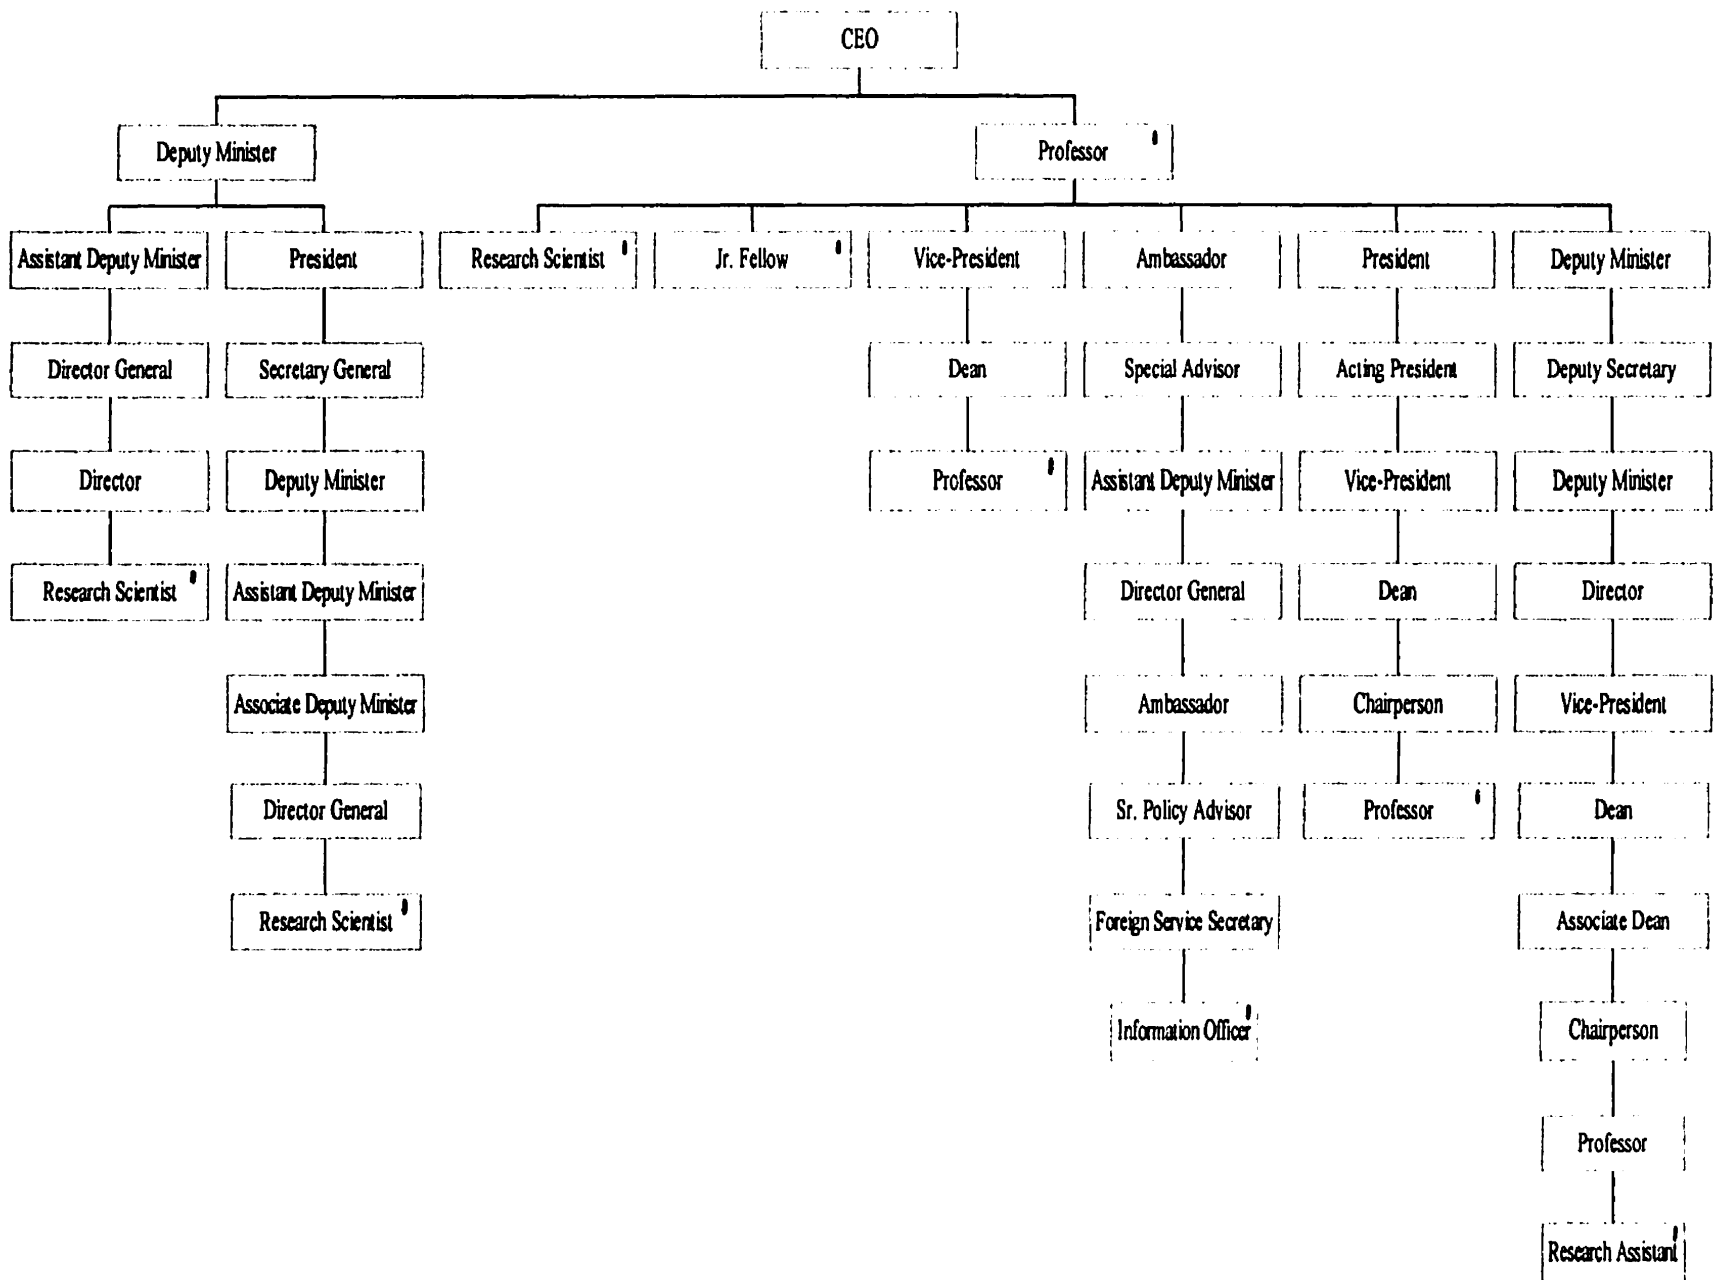 CEO
Deputy Minister
Professor
Assistant Deputy Minister
President
Research Scientist
Jr. Fellow
Vice-President
Ambassador
President
Deputy Minister
Director General
Secretary General
Dean
Special Advisor
Acting President
Deputy Secretary
Director
Deputy Minister
Professor
Assistant Deputy Minister
Vice-President
Deputy Minister
Research Scientist
Assistant Deputy Minister
Director General
Dean
Director
Associate Deputy Minister
Ambassador
Chairperson
Vice-President
Director General
Sr. Policy Advisor
Professor
Dean
Research Scientist
Foreign Service Secretary
Associate Dean
Information Officer
Chairperson
Professor
Research Assistant